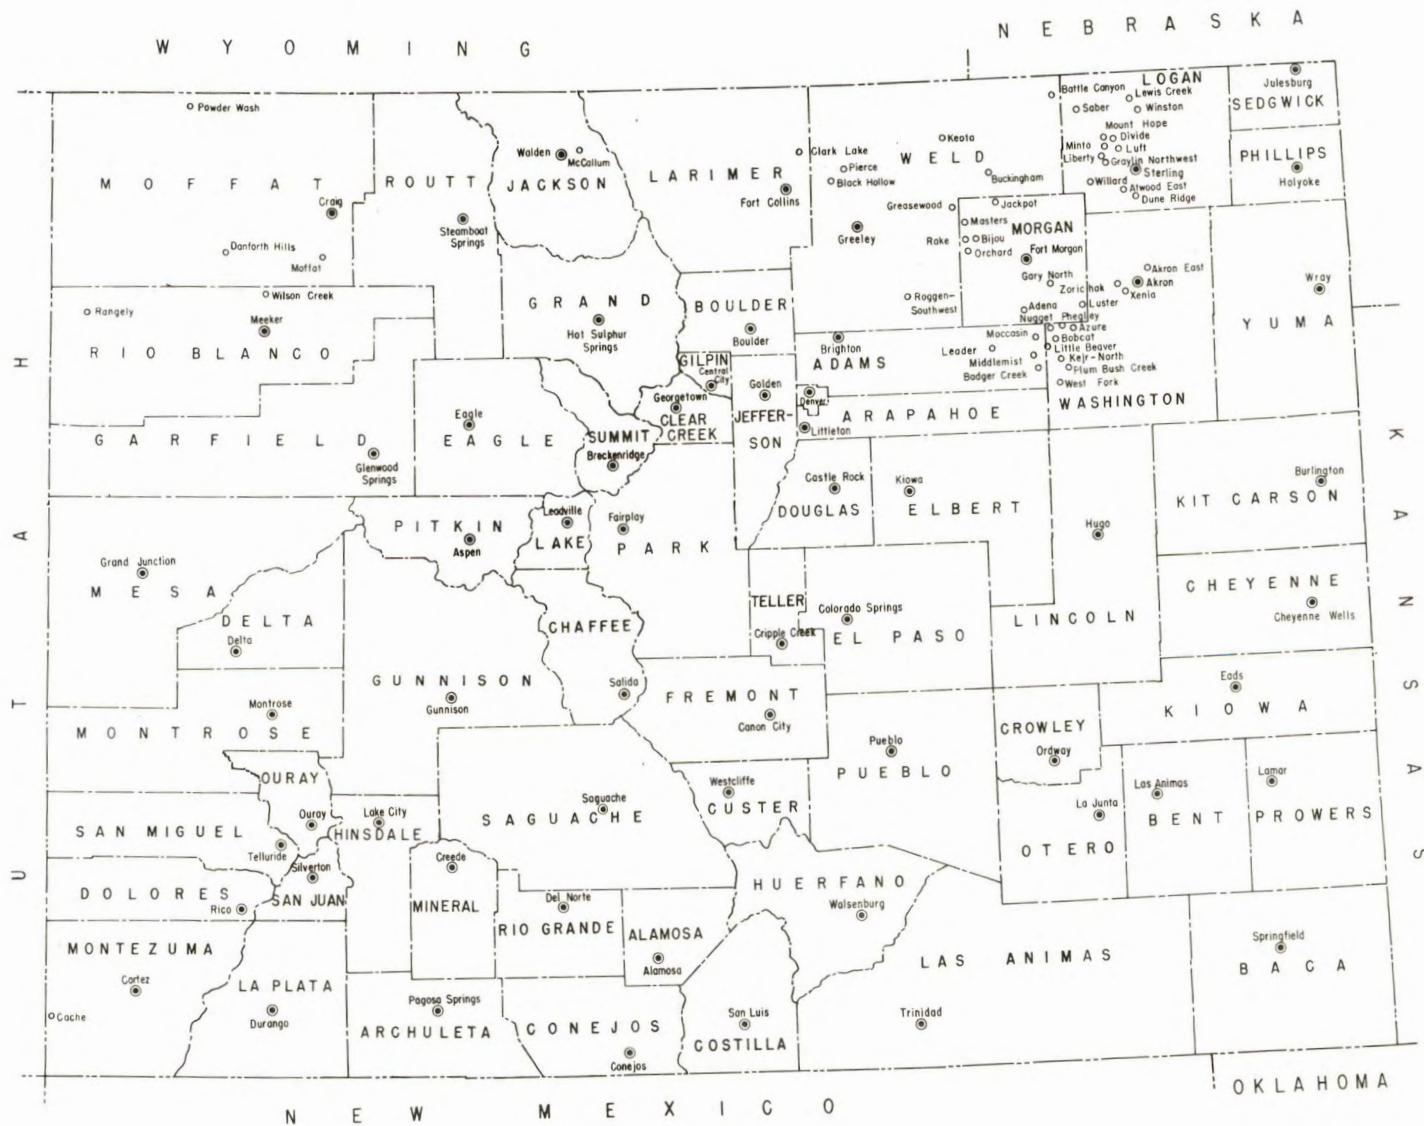 WYOMING
NEBRASKA
Powder Wash
MOFFAT
Craig
Danforth Hills
Moffat
ROUTT
Steamboat
Springs
Walden
McCallum
JACKSON
LARIMER
Fort Collins
Clark Lake
Pierce
Black Hollow
Keota
WELD
Buckingham
Greasewood
Greeley
Roggen-
Southwest
Battle Canyon
LOGAN
Lewis Creek
Saber
Winston
Mount Hope
Divide
Minto
Luft
Liberty
Graylin Northwest
Sterling
Willard
Atwood East
Dune Ridge
Julesburg
SEDGWICK
PHILLIPS
Holyoke
Jackpot
Masters
MORGAN
Rake
Bijou
Orchard
Fort Morgan
Gary North
Zorichak
Adena
Akron East
Akron
Xenia
Luster
Nugget
Phegley
Azure
Moccasin
Bobcat
Leader
Little Beaver
Middlemist
Kejr-North
Badger Creek
Plum Bush Creek
West Fork
WASHINGTON
Wray
YUMA
Wilson Creek
Rangely
Meeker
RIO BLANCO
GRAND
Hot Sulphur
Springs
BOULDER
Boulder
GILPIN
Central
City
Brighton
ADAMS
Golden
JEFFER-
SON
Denver
ARAPAHOE
Littleton
Georgetown
CLEAR
CREEK
GARFIELD
Glenwood
Springs
Eagle
EAGLE
SUMMIT
Breckenridge
Castle Rock
DOUGLAS
Kiowa
ELBERT
Hugo
LINCOLN
Burlington
KIT CARSON
CHEYENNE
Cheyenne Wells
UTAH
KANSAS
Grand Junction
MESA
DELTA
Delta
PITKIN
Aspen
Leadville
LAKE
Fairplay
PARK
TELLER
Cripple Creek
Colorado Springs
EL PASO
CHAFFEE
Salida
GUNNISON
Gunnison
FREMONT
Canon City
Eads
KIOWA
Montrose
MONTROSE
OURAY
Ouray
SAN MIGUEL
Telluride
Lake City
HINSDALE
Saguache
SAGUACHE
Westcliffe
CUSTER
Pueblo
PUEBLO
CROWLEY
Ordway
La Junta
OTERO
Las Animas
BENT
Lamar
PROWERS
DOLORES
Rico
Silverton
SAN JUAN
Creede
MINERAL
Del Norte
RIO GRANDE
ALAMOSA
Alamosa
HUERFANO
Walsenburg
MONTEZUMA
Cortez
Cache
LA PLATA
Durango
Pagosa Springs
ARCHULETA
CONEJOS
Conejos
San Luis
COSTILLA
LAS ANIMAS
Trinidad
Springfield
BACA
NEW MEXICO
OKLAHOMA